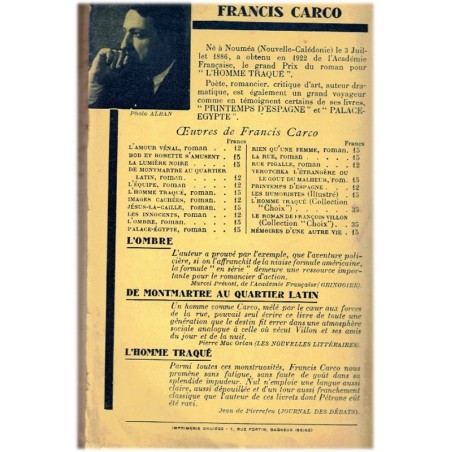 FRANCIS CARCO
Né à Nouméa (Nouvelle-Calédonie) le 3 Juil-
let 1886, a obtenu en 1922 de l'Académie
Française, le grand Prix du roman pour
"L'HOMME TRAQUÉ".
Poète, romancier, critique d'art, auteur dra-
matique, est également un grand voyageur
comme en témoignent certains de ses livres,
"PRINTEMPS D'ESPAGNE" et "PALACE-
EGYPTE".
Photo ALBAN
Œuvres de Francis Carco
Francs
L'AMOUR VÉNAL, roman . . 12
BOB ET BOBETTE S'AMUSENT . 15
LA LUMIÈRE NOIRE . . . 15
DE MONTMARTRE AU QUARTIER
LATIN, roman . . . 12
L'ÉQUIPE, roman . . . 12
L'HOMME TRAQUÉ, roman . 15
IMAGES CACHÉES, roman . 12
JÉSUS-LA-CAILLE, roman . 12
LES INNOCENTS, roman . . 12
L'OMBRE, roman . . . 15
PALACE-ÉGYPTE, roman . . 15
Francs
RIEN QU'UNE FEMME, roman. 15
LA RUE, roman . . . 15
RUE PIGALLE, roman . . 12
VEROTCHKA L'ÉTRANGÈRE OU
LE GOUT DU MALHEUR, rom. 12
PRINTEMPS D'ESPAGNE . . 12
LES HUMORISTES (Illustré) . 15
L'HOMME TRAQUÉ (Collection
"Choix") . . . 35
LE ROMAN DE FRANÇOIS VILLON
(Collection "Choix") . . 35
MÉMOIRES D'UNE AUTRE VIE . 15
L'OMBRE
L'auteur a prouvé par l'exemple, que l'aventure poli-
cière, si on l'affranchit de la niaise formule américaine,
la formule "en série" demeure une ressource impor-
tante pour le romancier d'action.
Marcel Prévost, de l'Académie Française (GRINGOIRE).
DE MONTMARTRE AU QUARTIER LATIN
Un homme comme Carco, mêlé par le cœur aux forces
de la rue, pouvait seul écrire ce livre de toute une
génération que le destin fit errer dans une atmosphère
sociale analogue à celle où vécut Villon et ses amis
du jour et de la nuit.
Pierre Mac Orlan (LES NOUVELLES LITTÉRAIRES).
L'HOMME TRAQUÉ
Parmi toutes ces monstruosités, Francis Carco nous
promène sans fatigue, sans faute de goût dans sa
splendide impudeur. Nul n'emploie une langue aussi
claire, aussi dépouillée et d'un tour aussi franchement
classique que l'auteur de ces livrets dont Pétrone eût
été ravi.
Jean de Pierrefeu (JOURNAL DES DÉBATS).